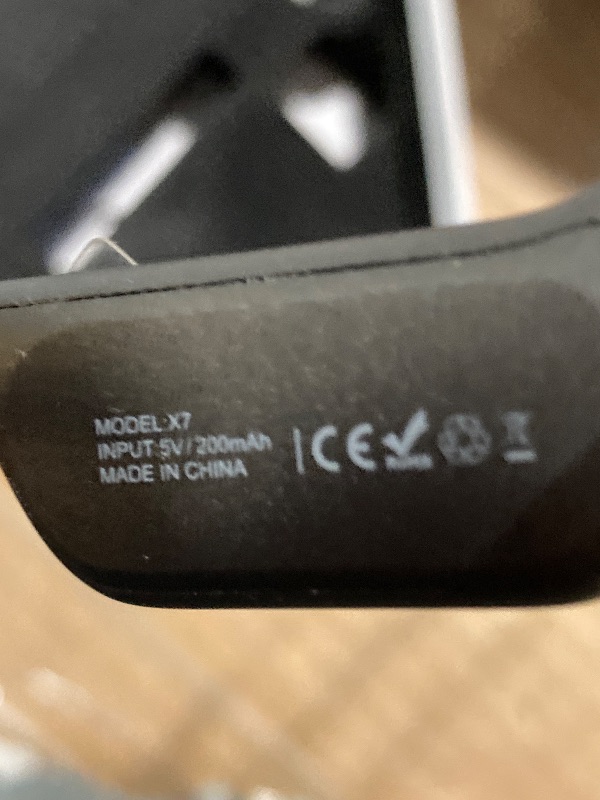 MODEL:X7
INPUT:5V/200mAh
MADE IN CHINA
CE